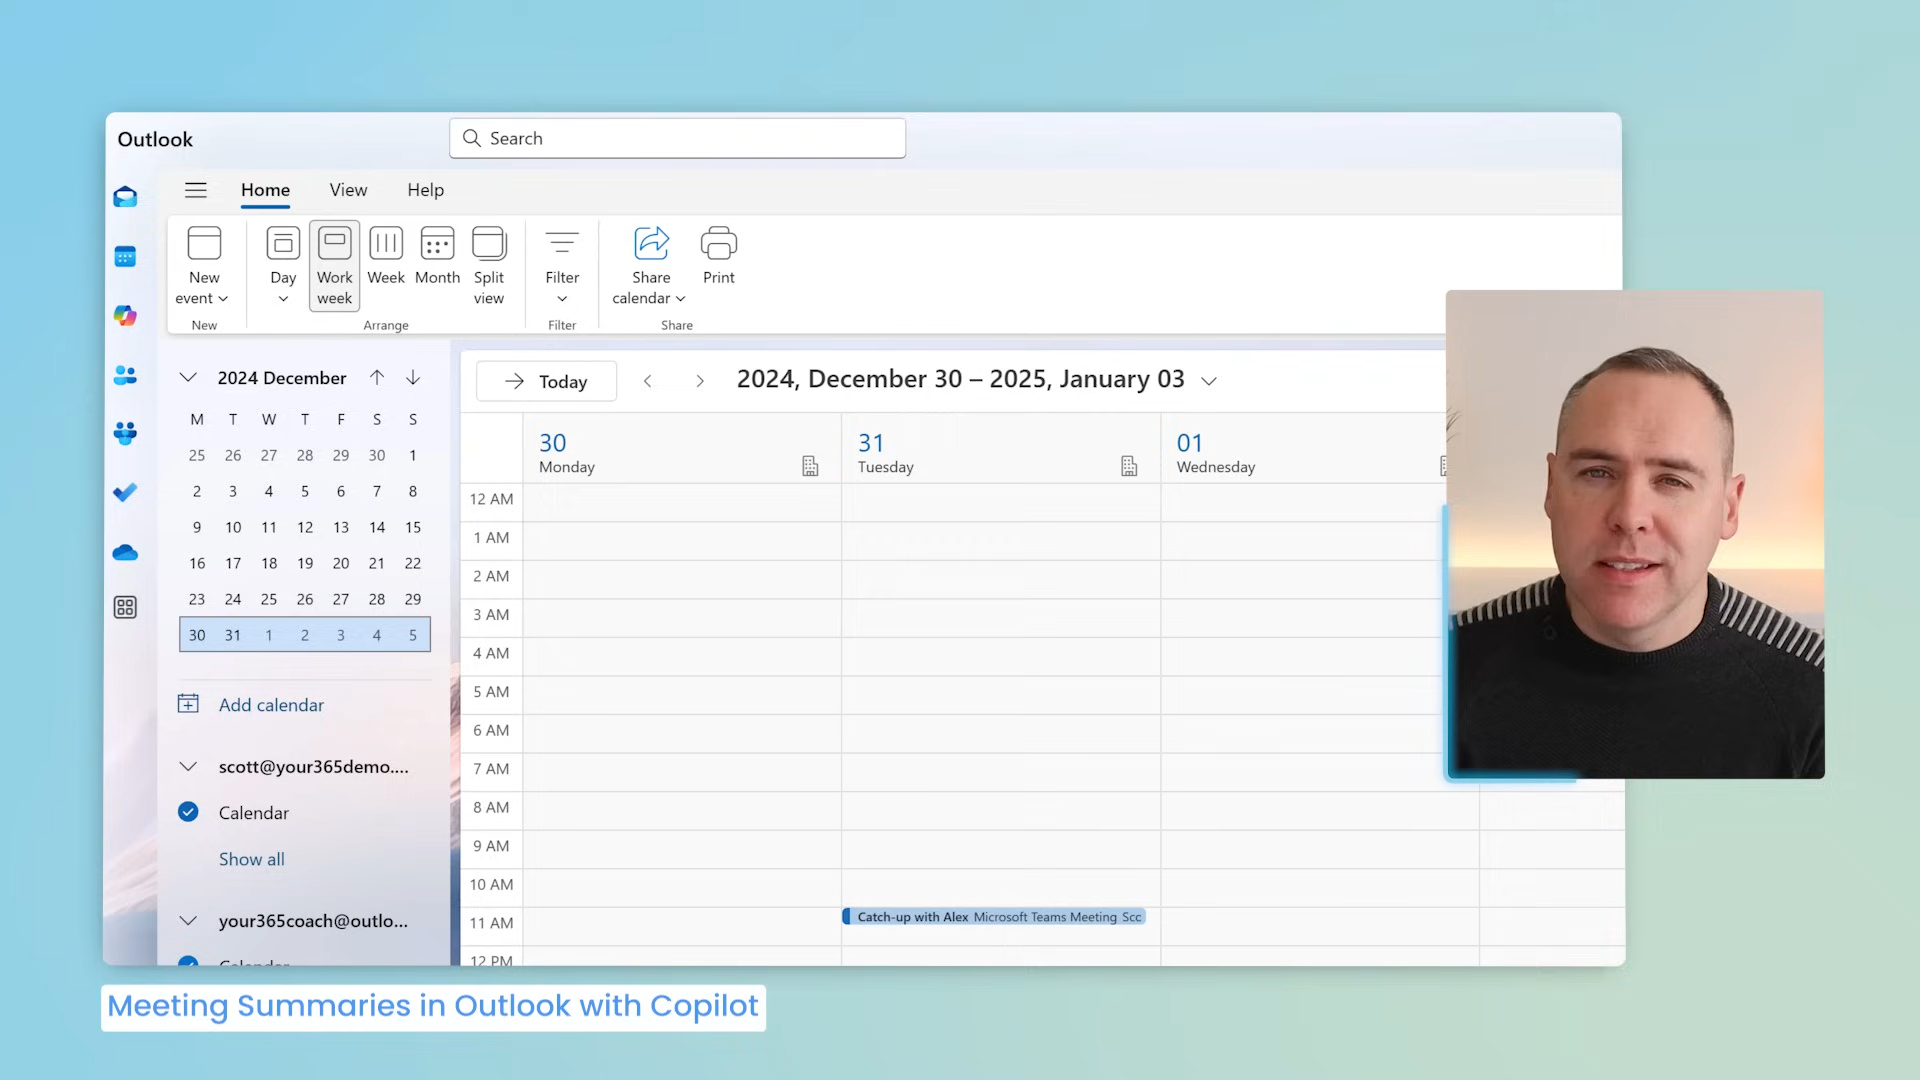 Outlook
Search
Home View Help
New event
Day
Work week
Week
Month
Split view
Filter
Share calendar
Print
New
Arrange
Filter
Share
2024 December
M T W T F S S
25 26 27 28 29 30 1
2 3 4 5 6 7 8
9 10 11 12 13 14 15
16 17 18 19 20 21 22
23 24 25 26 27 28 29
30 31 1 2 3 4 5
Add calendar
scott@your365demo....
Calendar
Show all
your365coach@outlo...
Calendar
Today
2024, December 30 – 2025, January 03
30
Monday
31
Tuesday
01
Wednesday
12 AM
1 AM
2 AM
3 AM
4 AM
5 AM
6 AM
7 AM
8 AM
9 AM
10 AM
11 AM
12 PM
Catch-up with Alex Microsoft Teams Meeting Scc
Meeting Summaries in Outlook with Copilot